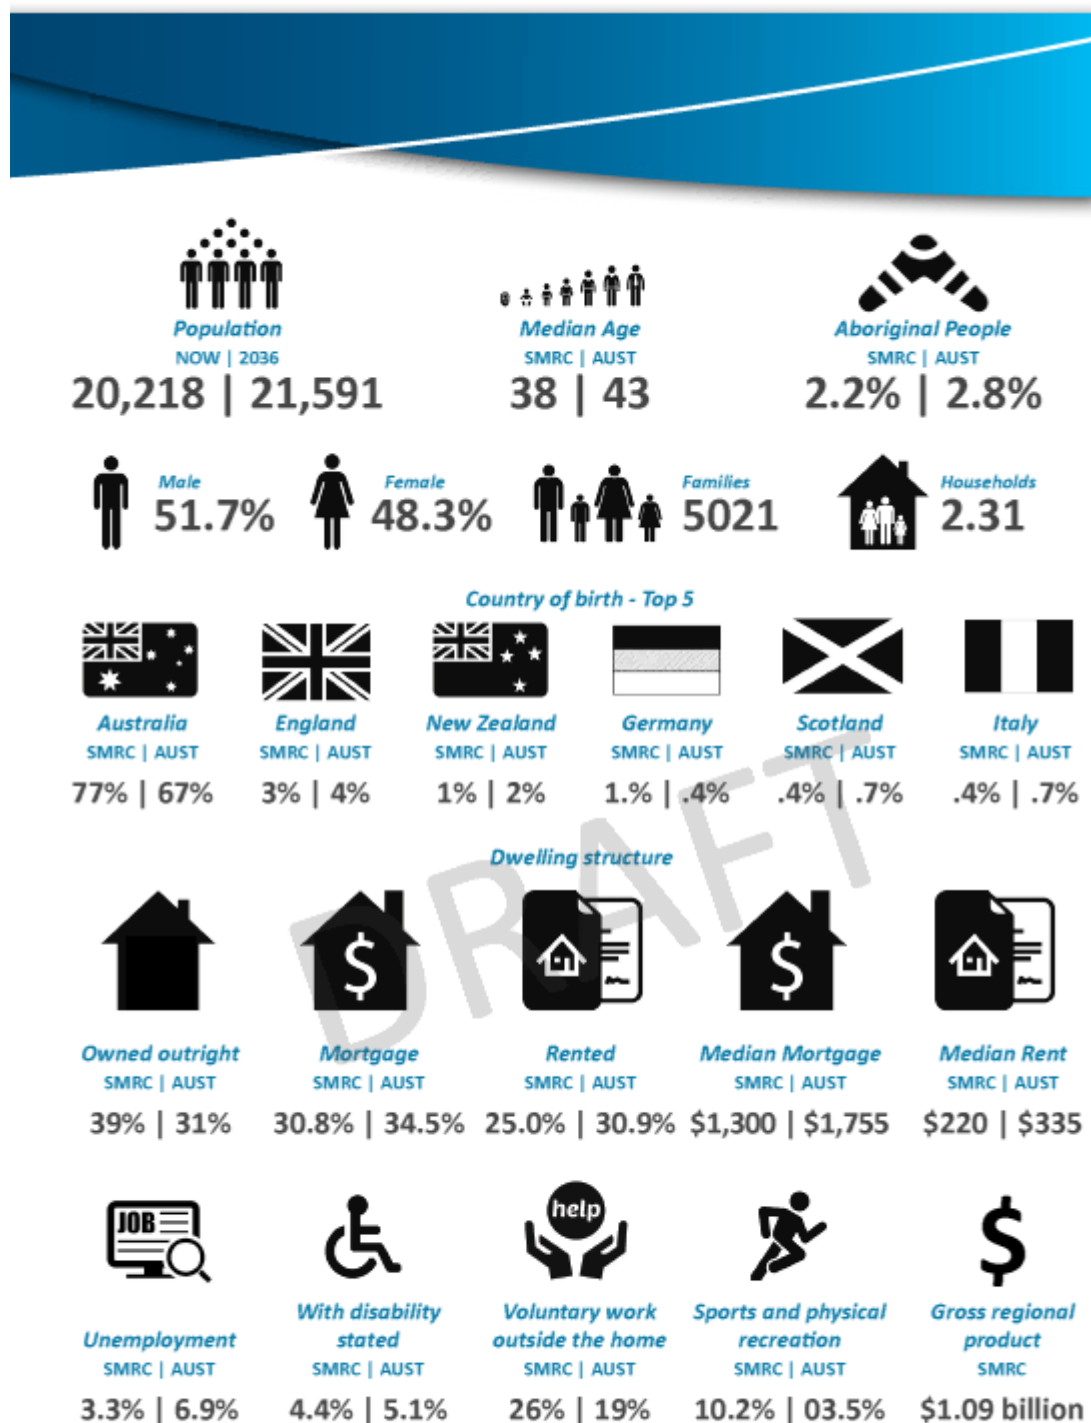 Population
NOW | 2036
20,218 | 21,591
Median Age
SMRC | AUST
38 | 43
Aboriginal People
SMRC | AUST
2.2% | 2.8%
Male
51.7%
Female
48.3%
Families
5021
Households
2.31
Country of birth - Top 5
Australia
SMRC | AUST
77% | 67%
England
SMRC | AUST
3% | 4%
New Zealand
SMRC | AUST
1% | 2%
Germany
SMRC | AUST
1.% | .4%
Scotland
SMRC | AUST
.4% | .7%
Italy
SMRC | AUST
.4% | .7%
DRAFT
Dwelling structure
$
$
Owned outright
SMRC | AUST
39% | 31%
Mortgage
SMRC | AUST
30.8% | 34.5%
Rented
SMRC | AUST
25.0% | 30.9%
Median Mortgage
SMRC | AUST
$1,300 | $1,755
Median Rent
SMRC | AUST
$220 | $335
JOB
help
$
Unemployment
SMRC | AUST
3.3% | 6.9%
With disability
stated
SMRC | AUST
4.4% | 5.1%
Voluntary work
outside the home
SMRC | AUST
26% | 19%
Sports and physical
recreation
SMRC | AUST
10.2% | 03.5%
Gross regional
product
SMRC
$1.09 billion